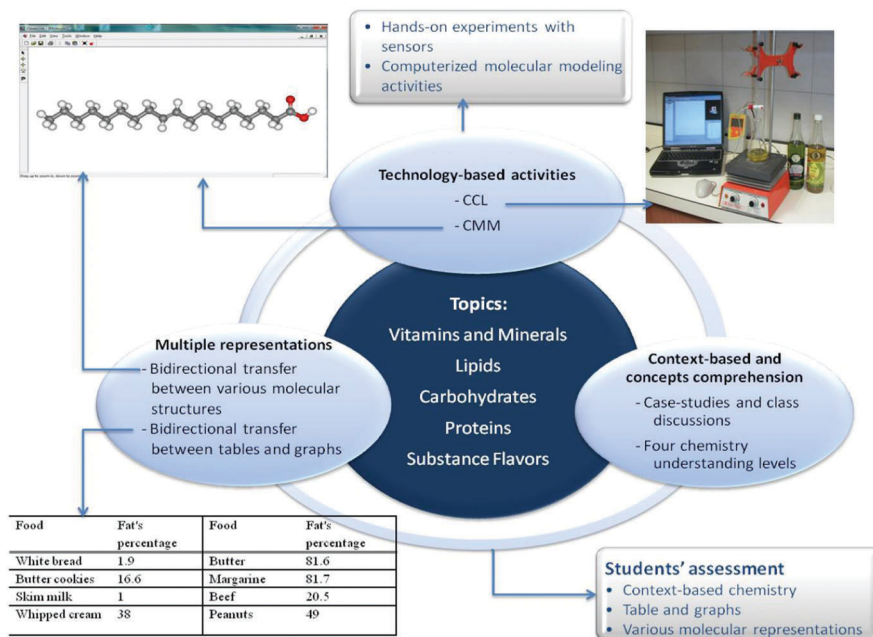 • Hands-on experiments with
sensors
• Computerized molecular modeling
activities
Technology-based activities
- CCL
- CMM
Topics:
Vitamins and Minerals
Lipids
Carbohydrates
Proteins
Substance Flavors
Multiple representations
- Bidirectional transfer
between various molecular
structures
- Bidirectional transfer
between tables and graphs
Context-based and
concepts comprehension
- Case-studies and class
discussions
- Four chemistry
understanding levels
Food Fat's percentage Food Fat's percentage
White bread 1.9 Butter 81.6
Butter cookies 16.6 Margarine 81.7
Skim milk 1 Beef 20.5
Whipped cream 38 Peanuts 49
Students' assessment
• Context-based chemistry
• Table and graphs
• Various molecular representations